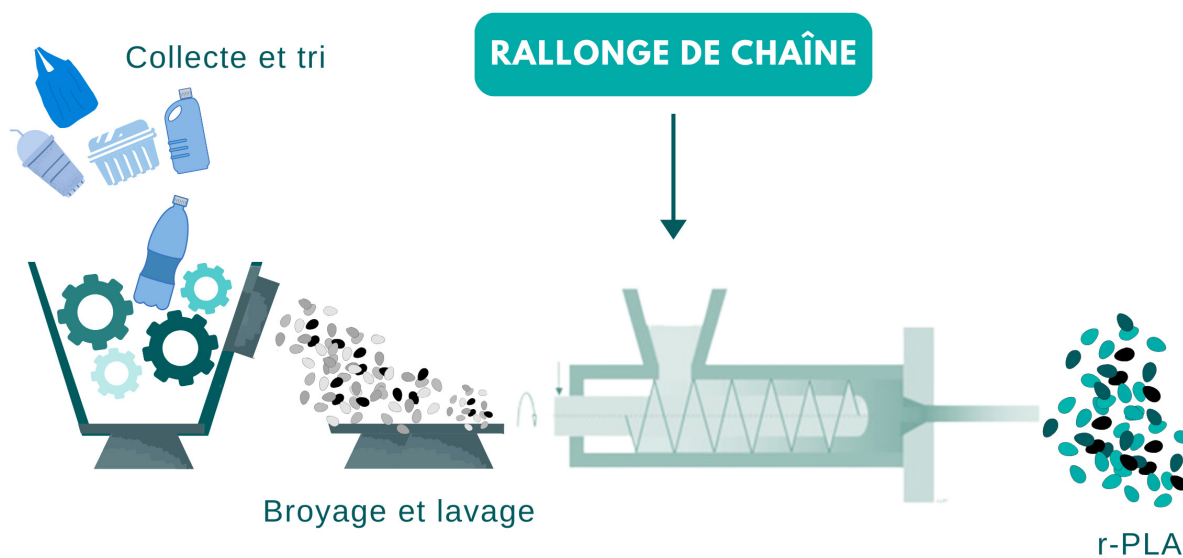 Collecte et tri
RALLONGE DE CHAÎNE
Broyage et lavage
r-PLA